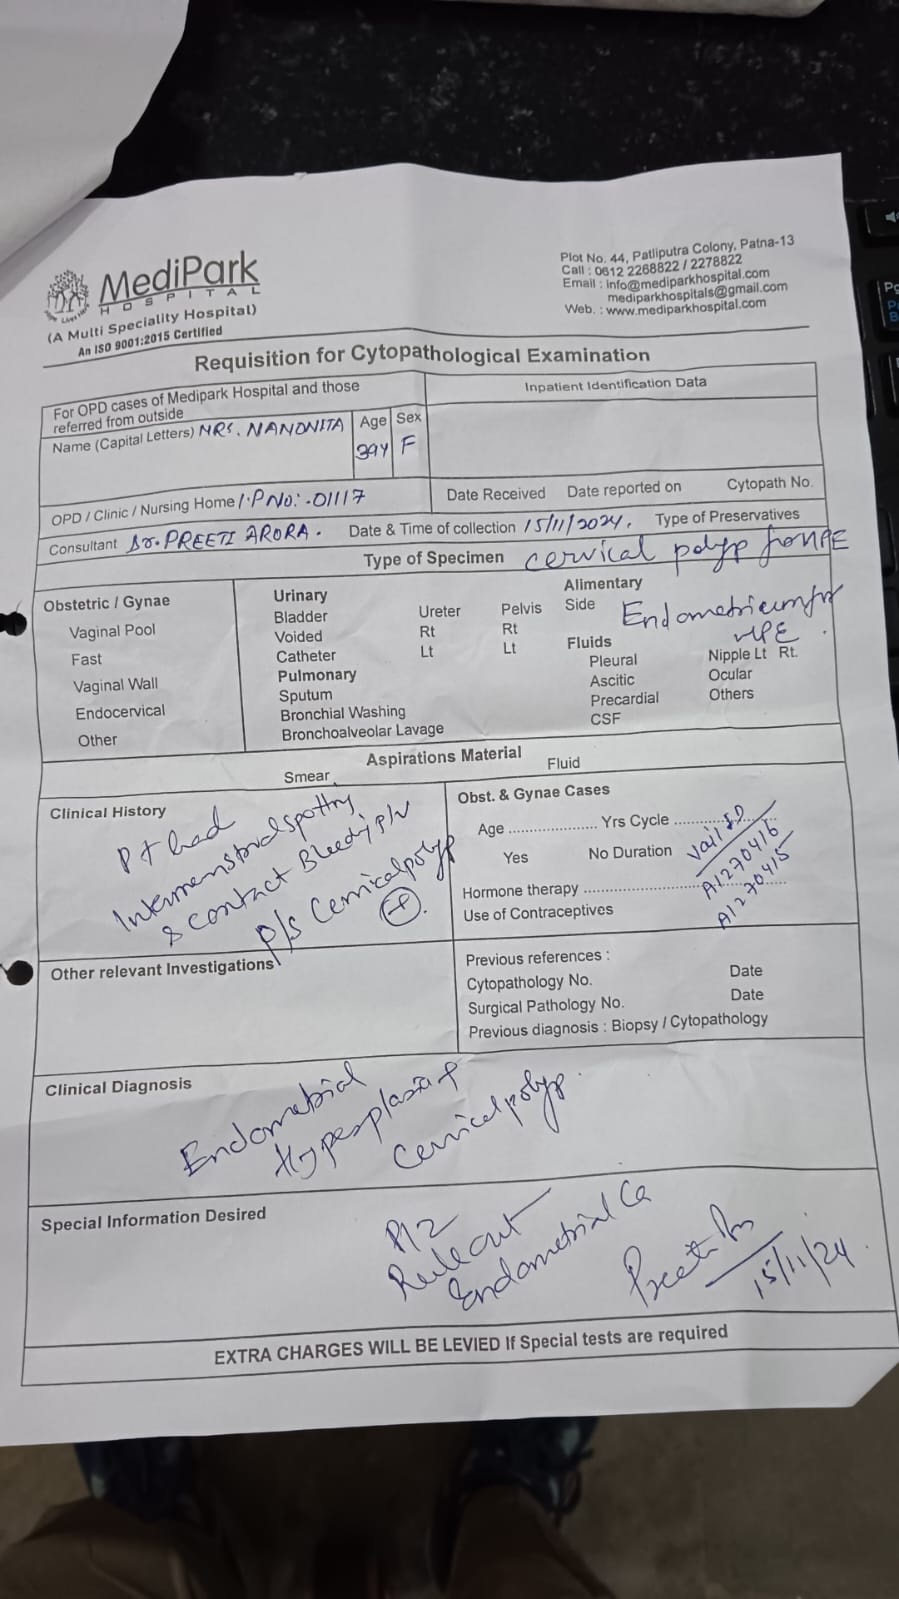 MediPark
HOSPITAL
(A Multi Speciality Hospital)
An ISO 9001:2015 Certified
Plot No. 44, Patliputra Colony, Patna-13
Call : 0612 2268822 / 2278822
Email : Info@mediparkhospital.com
mediparkhospitals@gmail.com
Web. : www.mediparkhospital.com
Requisition for Cytopathological Examination
For OPD cases of Medipark Hospital and those
referred from outside
Inpatient Identification Data
Name (Capital Letters) MRS. NANDNITA Age Sex
39Y F
OPD / Clinic / Nursing Home I.P No:-01117
Date Received Date reported on Cytopath No.
Consultant Dr. PREETI ARORA. Date & Time of collection 15/11/2024. Type of Preservatives
Type of Specimen cervical polyp for HPE
Endometrium for
HPE.
Obstetric / Gynae
Vaginal Pool
Fast
Vaginal Wall
Endocervical
Other
Urinary
Bladder Ureter Pelvis
Voided Rt Rt
Catheter Lt Lt
Pulmonary
Sputum
Bronchial Washing
Bronchoalveolar Lavage
Alimentary
Side
Fluids
Pleural Nipple Lt Rt.
Ascitic Ocular
Precardial Others
CSF
Aspirations Material
Smear Fluid
Clinical History
Pt had
Intermenstrual spotting
& contact Bleeding P/V
P/S Cervical polyp
+
Obst. & Gynae Cases
Age .................... Yrs Cycle ....................
Yes No Duration
Hormone therapy ....................
Use of Contraceptives
A1270416
A1270415
Other relevant Investigations
Previous references :
Cytopathology No. Date
Surgical Pathology No. Date
Previous diagnosis : Biopsy / Cytopathology
Clinical Diagnosis
Endometrial
Hyperplasia +
Cervical polyp.
Special Information Desired
Rule out
Endometrial Ca
15/11/24.
EXTRA CHARGES WILL BE LEVIED If Special tests are required